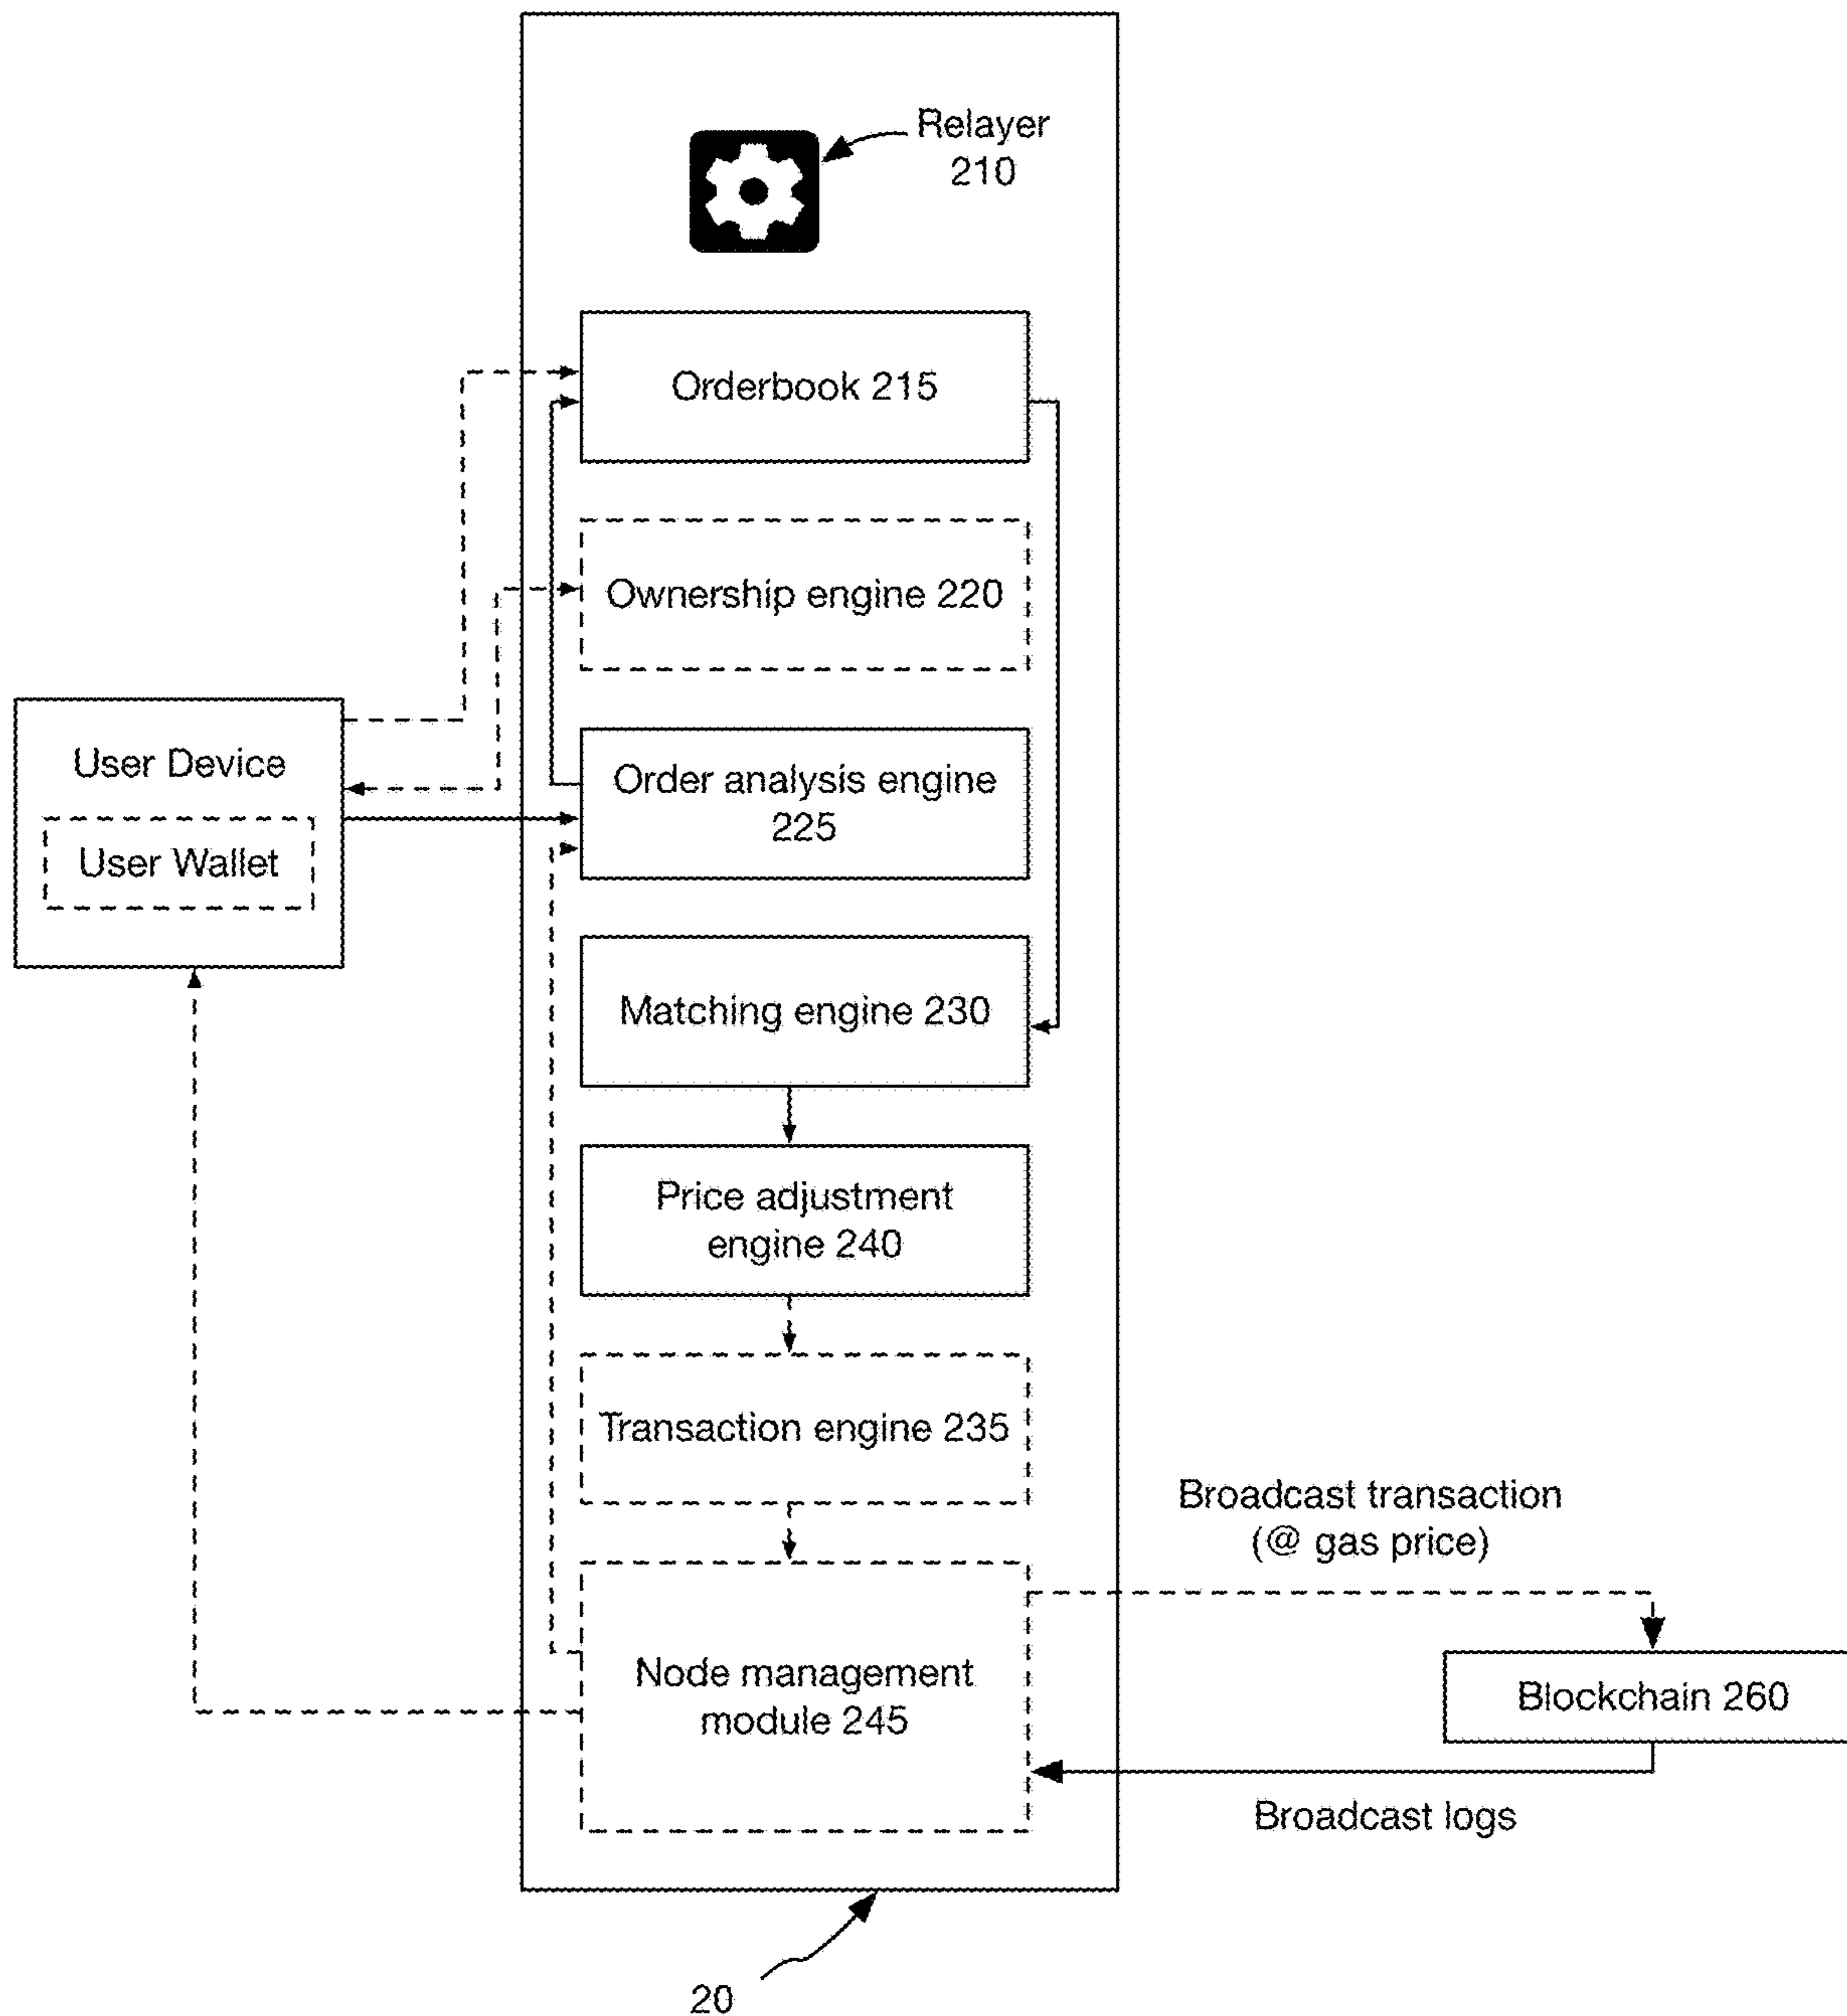 Relayer
210
Orderbook 215
Ownership engine 220
User Device
User Wallet
Order analysis engine
225
Matching engine 230
Price adjustment
engine 240
Transaction engine 235
Broadcast transaction
(@ gas price)
Node management
module 245
Blockchain 260
Broadcast logs
20